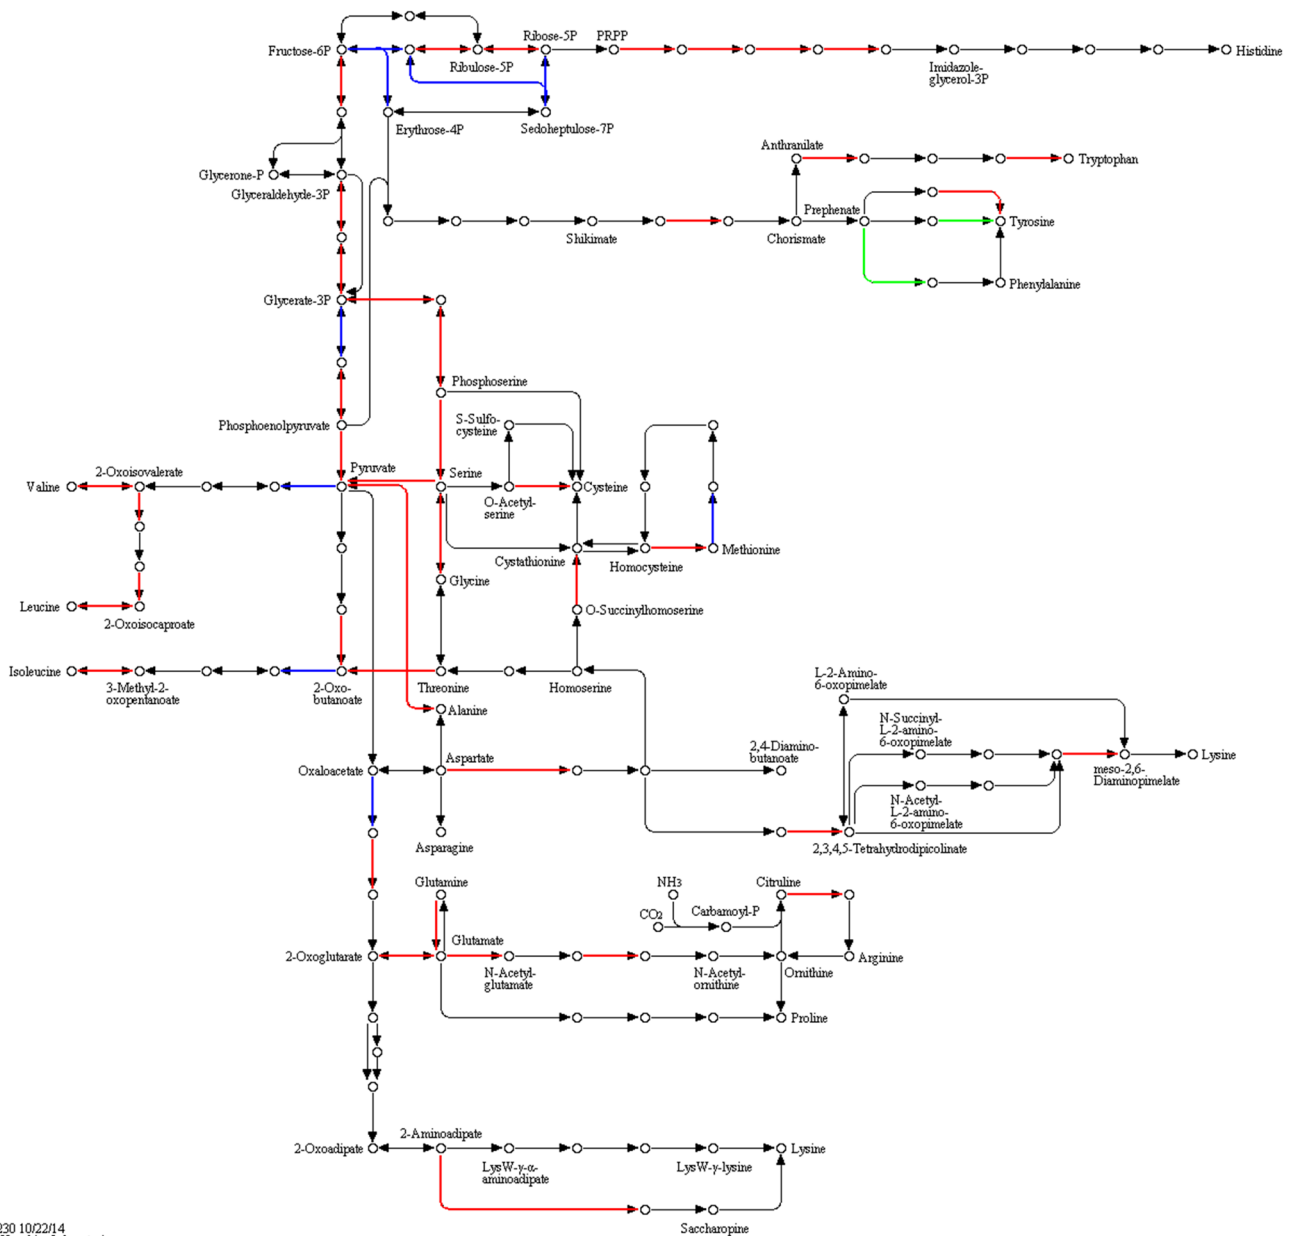 Fructose-6P
Ribose-5P
PRPP
Histidine
Ribulose-5P
Imidazole-
glycerol-3P
Erythrose-4P
Sedoheptulose-7P
Anthranilate
Tryptophan
Glycerone-P
Glyceraldehyde-3P
Prephenate
Tyrosine
Shikimate
Chorismate
Phenylalanine
Glycerate-3P
Phosphoserine
Phosphoenolpyruvate
S-Sulfo-
cysteine
2-Oxoisovalerate
Pyruvate
Serine
Valine
Cysteine
O-Acetyl-
serine
Cystathionine
Homocysteine
Methionine
Glycine
Leucine
2-Oxoisocaproate
O-Succinylhomoserine
Isoleucine
3-Methyl-2-
oxopentanoate
2-Oxo-
butanoate
Threonine
Homoserine
L-2-Amino-
6-oxopimelate
Alanine
N-Succinyl-
L-2-amino-
6-oxopimelate
2,4-Diamino-
butanoate
Aspartate
Oxaloacetate
Lysine
meso-2,6-
Diaminopimelate
N-Acetyl-
L-2-amino-
6-oxopimelate
Asparagine
2,3,4,5-Tetrahydrodipicolinate
Glutamine
NH3
Citruline
CO2
Carbamoyl-P
Glutamate
2-Oxoglutarate
N-Acetyl-
glutamate
N-Acetyl-
ornithine
Ornithine
Arginine
Proline
2-Aminoadipate
2-Oxoadipate
LysW-γ-α-
aminoadipate
LysW-γ-lysine
Lysine
Saccharopine
230 10/22/14